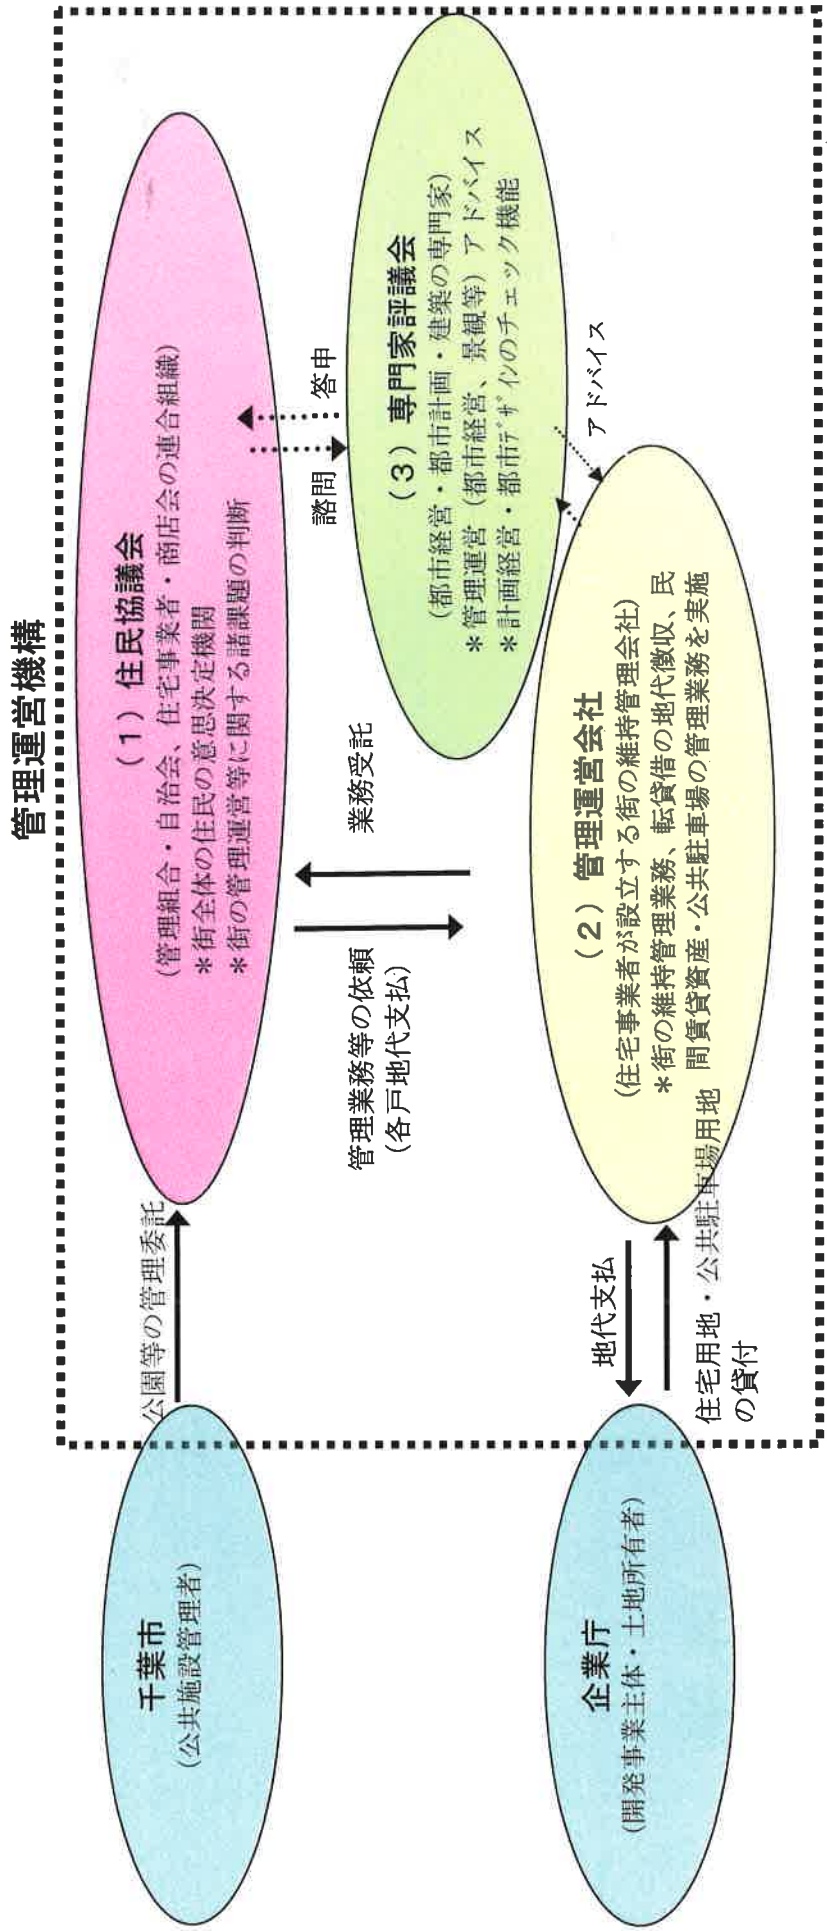 管理運営機構
千葉市
(公共施設管理者)
公園等の管理委託
(1) 住民協議会
(管理組合・自治会、住宅事業者・商店会の連合組織)
*街全体の住民の意思決定機関
*街の管理運営等に関する諸課題の判断
管理業務等の依頼
(各戸地代支払)
業務受託
諮問
答申
(3) 専門家評議会
(都市経営・都市計画・建築の専門家)
*管理運営(都市経営、景観等)アドバイス
*計画経営・都市ﾃﾞｻﾞｲﾝのチェック機能
アドバイス
企業庁
(開発事業主体・土地所有者)
地代支払
住宅用地・公共駐車場用地
の貸付
(2) 管理運営会社
(住宅事業者が設立する街の維持管理会社)
*街の維持管理業務、転貸借の地代徴収、民
間賃貸資産・公共駐車場の管理業務を実施